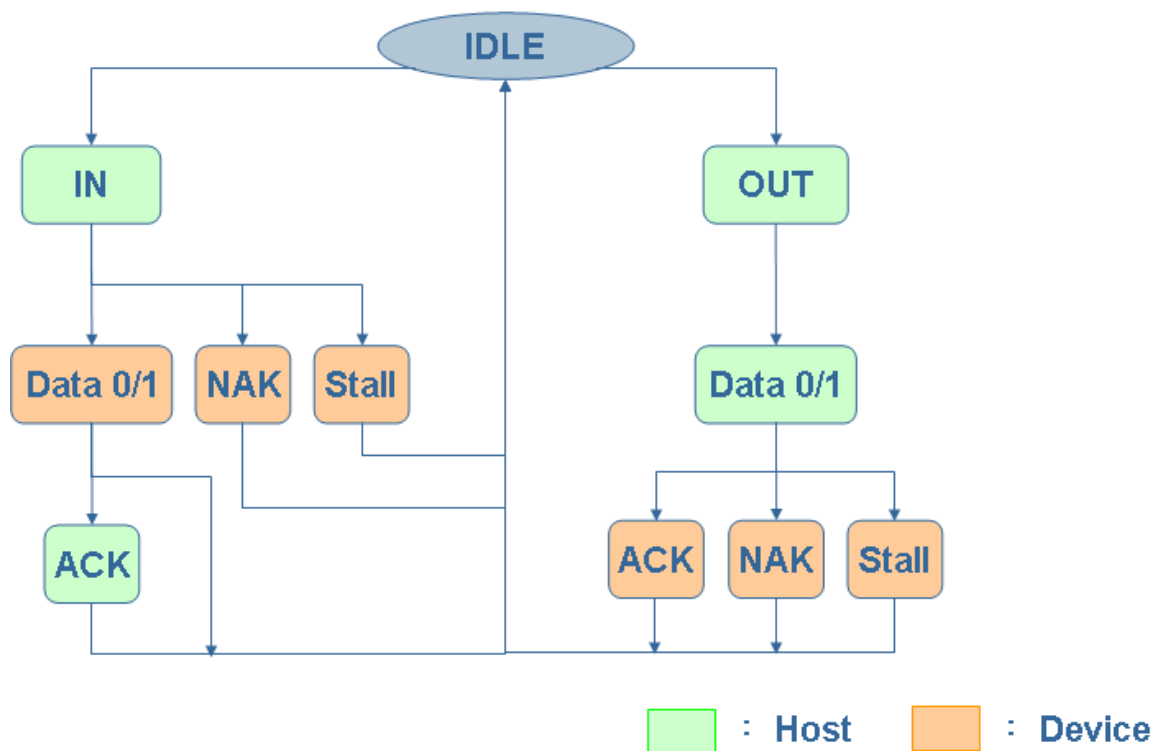 IDLE
IN
OUT
Data 0/1
NAK
Stall
Data 0/1
ACK
ACK
NAK
Stall
: Host
: Device